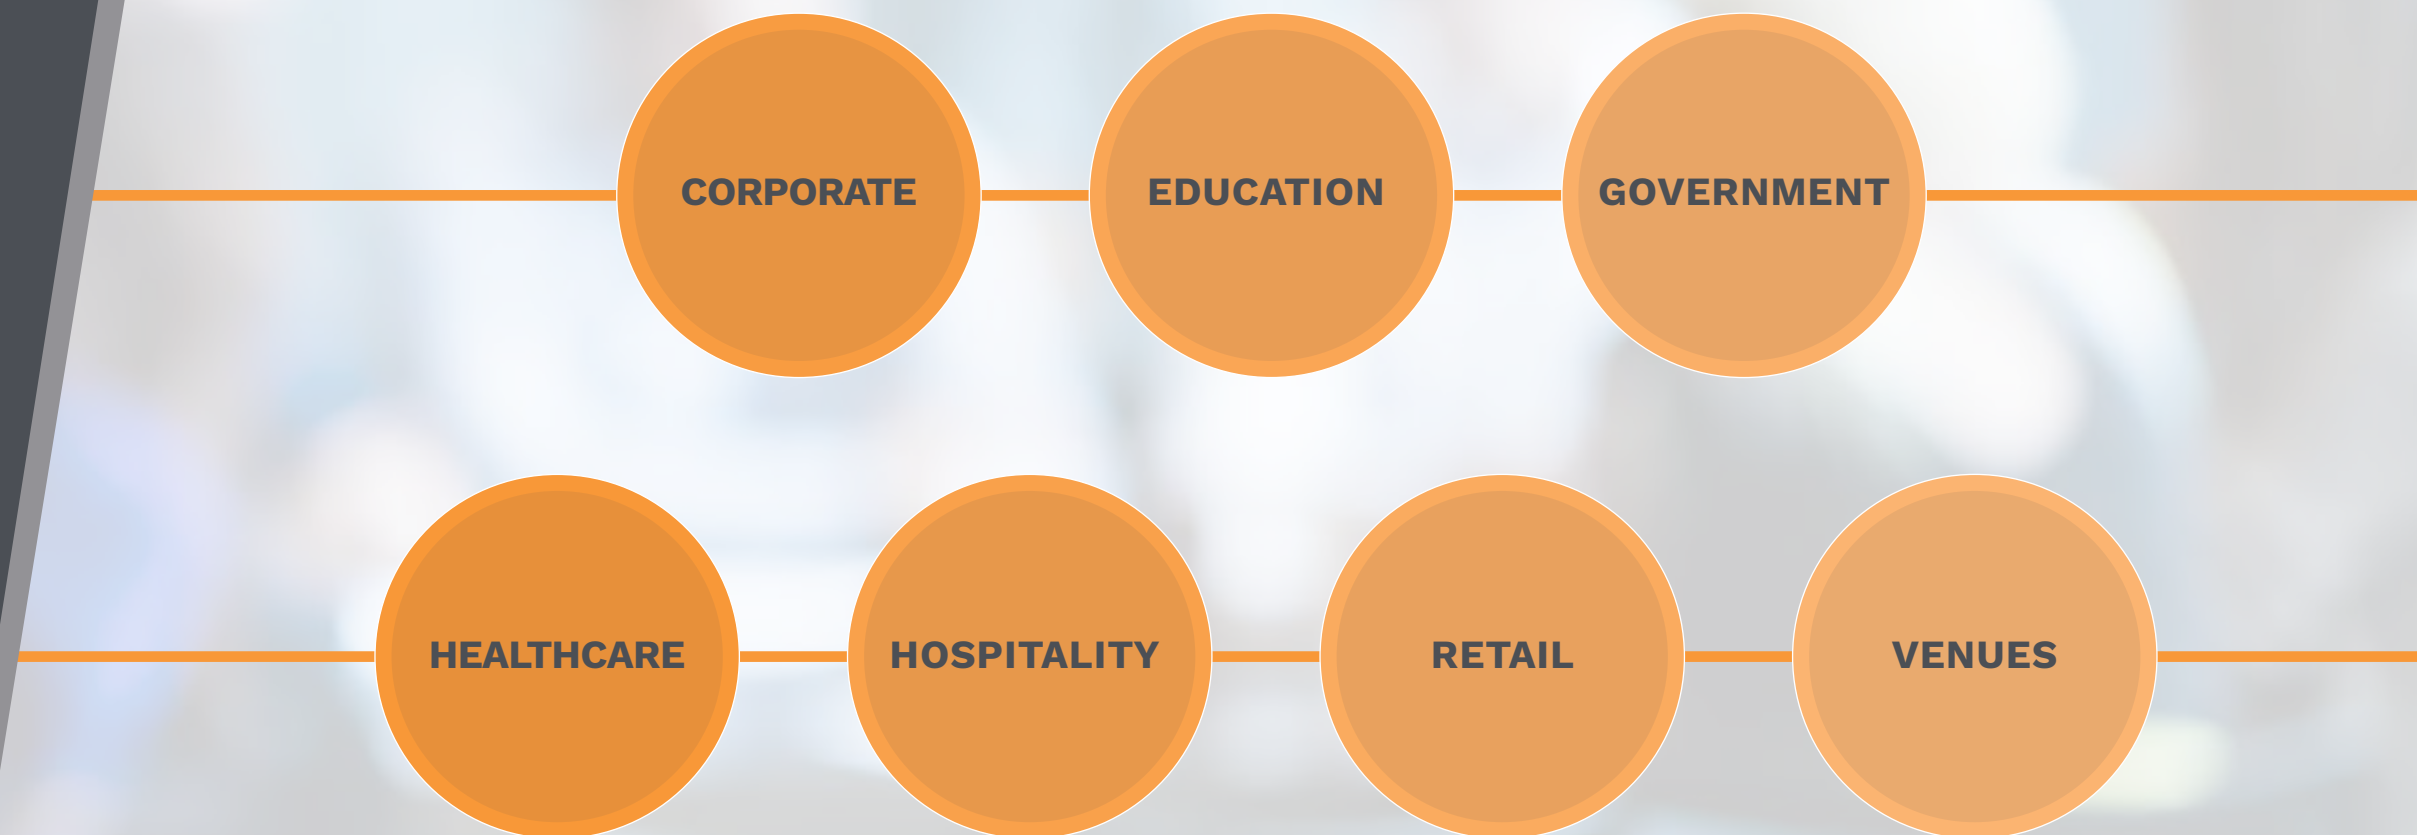 CORPORATE
EDUCATION
GOVERNMENT
HEALTHCARE
HOSPITALITY
RETAIL
VENUES